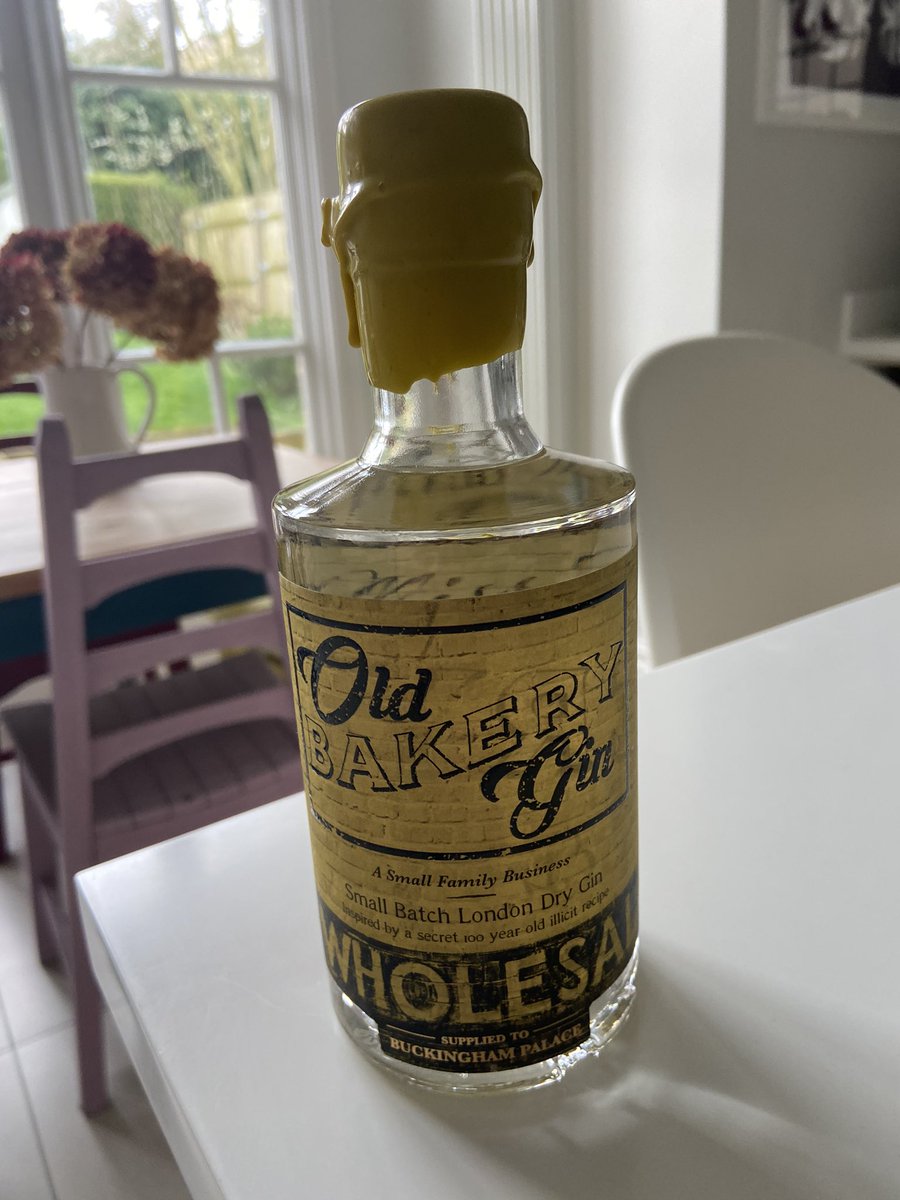 Old
BAKERY
Gin
A Small Family Business
Small Batch London Dry Gin
inspired by a secret 100 year old illicit recipe
WHOLESA
SUPPLIED TO
BUCKINGHAM PALACE